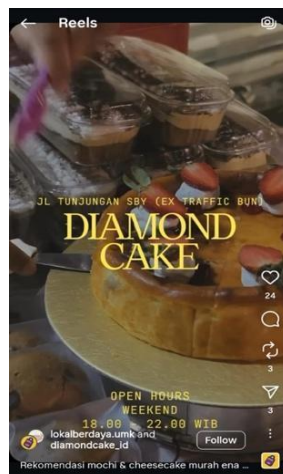 Reels
JL TUNJUNGAN SBY (EX TRAFFIC BUN)
DIAMOND
CAKE
24
3
3
OPEN HOURS
WEEKEND
18.00 - 22.00 WIB
lokalberdaya.umk and
diamondcake_id
Follow
Rekomendasi mochi & cheesecake murah ena ...